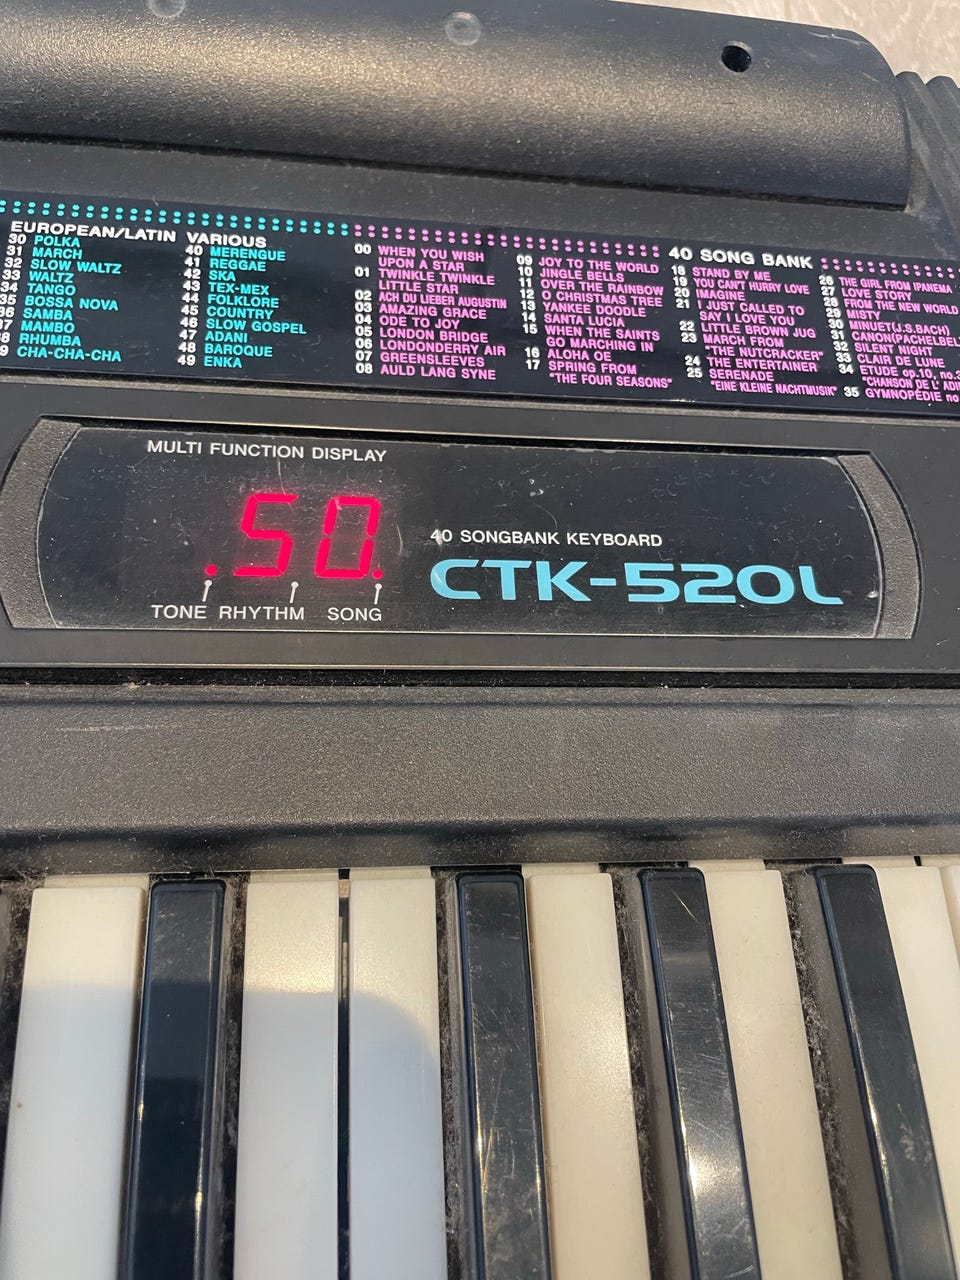 EUROPEAN/LATIN
30 POLKA
31 MARCH
32 SLOW WALTZ
33 WALTZ
34 TANGO
35 BOSSA NOVA
36 SAMBA
37 MAMBO
38 RHUMBA
39 CHA-CHA-CHA
VARIOUS
40 MERENGUE
41 REGGAE
42 SKA
43 TEX-MEX
44 FOLKLORE
45 COUNTRY
46 SLOW GOSPEL
47 ADANI
48 BAROQUE
49 ENKA
40 SONG BANK
00 WHEN YOU WISH
UPON A STAR
01 TWINKLE TWINKLE
LITTLE STAR
02 ACH DU LIEBER AUGUSTIN
03 AMAZING GRACE
04 ODE TO JOY
05 LONDON BRIDGE
06 LONDONDERRY AIR
07 GREENSLEEVES
08 AULD LANG SYNE
09 JOY TO THE WORLD
10 JINGLE BELLS
11 OVER THE RAINBOW
12 O CHRISTMAS TREE
13 YANKEE DOODLE
14 SANTA LUCIA
15 WHEN THE SAINTS
GO MARCHING IN
16 ALOHA OE
17 SPRING FROM
"THE FOUR SEASONS"
18 STAND BY ME
19 YOU CAN'T HURRY LOVE
20 IMAGINE
21 I JUST CALLED TO
SAY I LOVE YOU
22 LITTLE BROWN JUG
23 MARCH FROM
"THE NUTCRACKER"
24 THE ENTERTAINER
25 SERENADE
"EINE KLEINE NACHTMUSIK"
26 THE GIRL FROM IPANEMA
27 LOVE STORY
28 FROM THE NEW WORLD
29 MISTY
30 MINUET(J.S.BACH)
31 CANON(PACHELBEL
32 SILENT NIGHT
33 CLAIR DE LUNE
34 ETUDE op.10, no.3
"CHANSON DE L' ADI
35 GYMNOPÉDIE no
MULTI FUNCTION DISPLAY
.50.
TONE RHYTHM SONG
40 SONGBANK KEYBOARD
CTK-520L